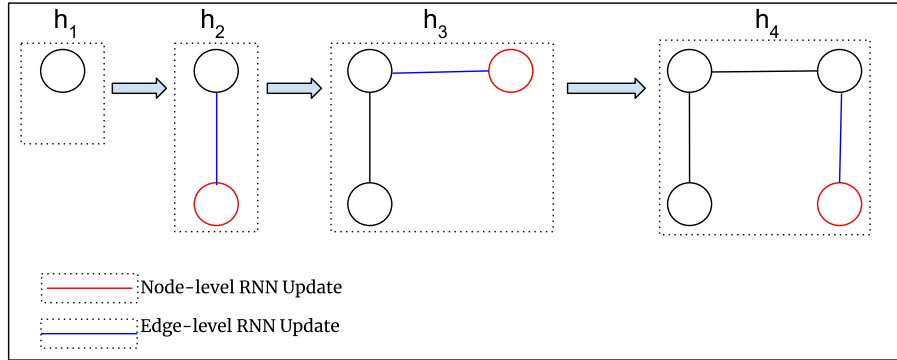 h₁ h₂ h₃ h₄
Node-level RNN Update
Edge-level RNN Update